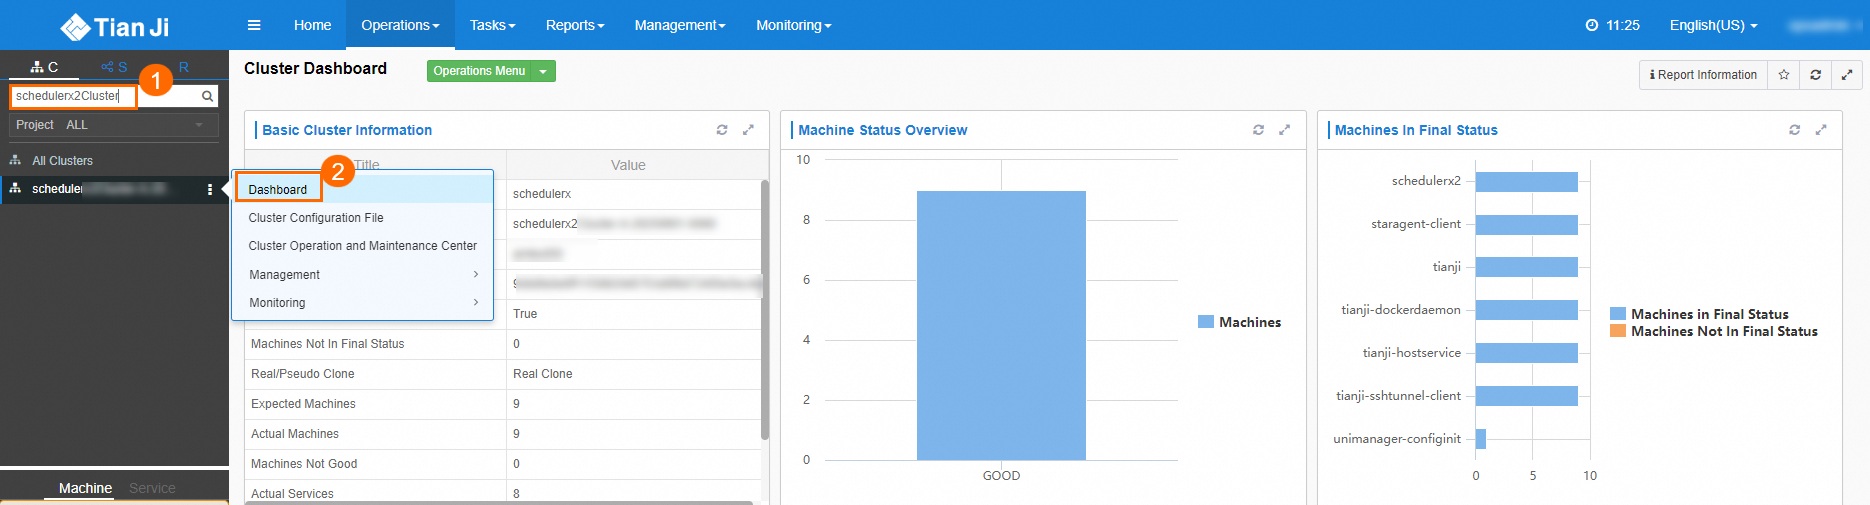 Tian Ji
Home
Operations
Tasks
Reports
Management
Monitoring
11:25
English(US)
C
S
R
1
schedulerx2Cluster
Project ALL
All Clusters
scheduler
Machine
Service
Cluster Dashboard
Operations Menu
Report Information
Basic Cluster Information
Title
Value
2
Dashboard
Cluster Configuration File
Cluster Operation and Maintenance Center
Management
Monitoring
schedulerx
schedulerx2
True
Machines Not In Final Status 0
Real/Pseudo Clone Real Clone
Expected Machines 9
Actual Machines 9
Machines Not Good 0
Actual Services 8
Machine Status Overview
10
8
6
4
2
0
GOOD
Machines
Machines In Final Status
schedulerx2
staragent-client
tianji
tianji-dockerdaemon
tianji-hostservice
tianji-sshtunnel-client
unimanager-configinit
0 5 10
Machines in Final Status
Machines Not In Final Status